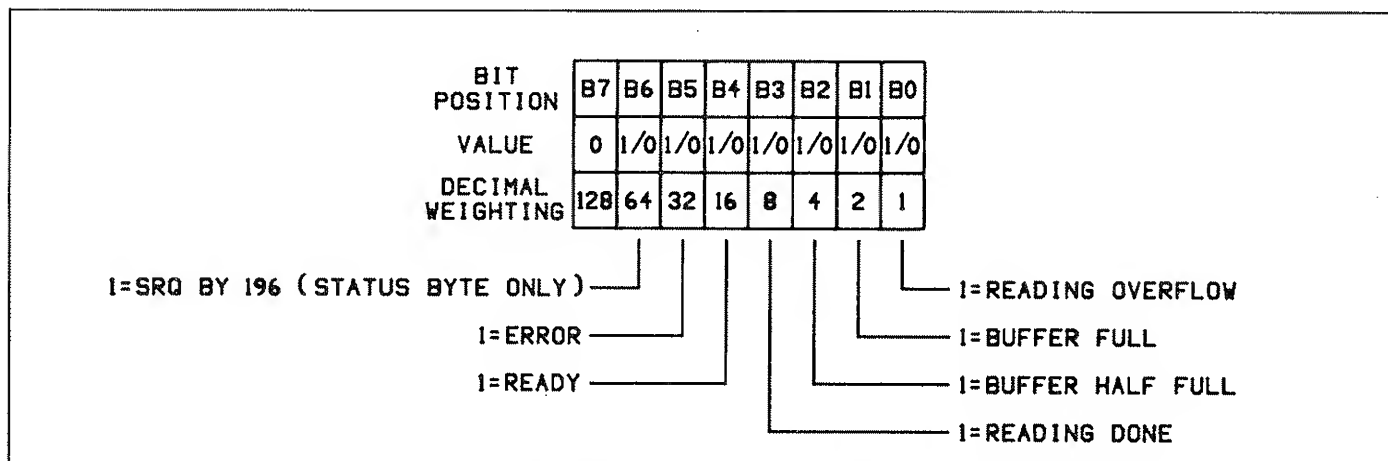 BIT
POSITION B7 B6 B5 B4 B3 B2 B1 B0
VALUE 0 1/0 1/0 1/0 1/0 1/0 1/0 1/0
DECIMAL
WEIGHTING 128 64 32 16 8 4 2 1
1=SRQ BY 196 (STATUS BYTE ONLY)
1=ERROR
1=READY
1=READING OVERFLOW
1=BUFFER FULL
1=BUFFER HALF FULL
1=READING DONE